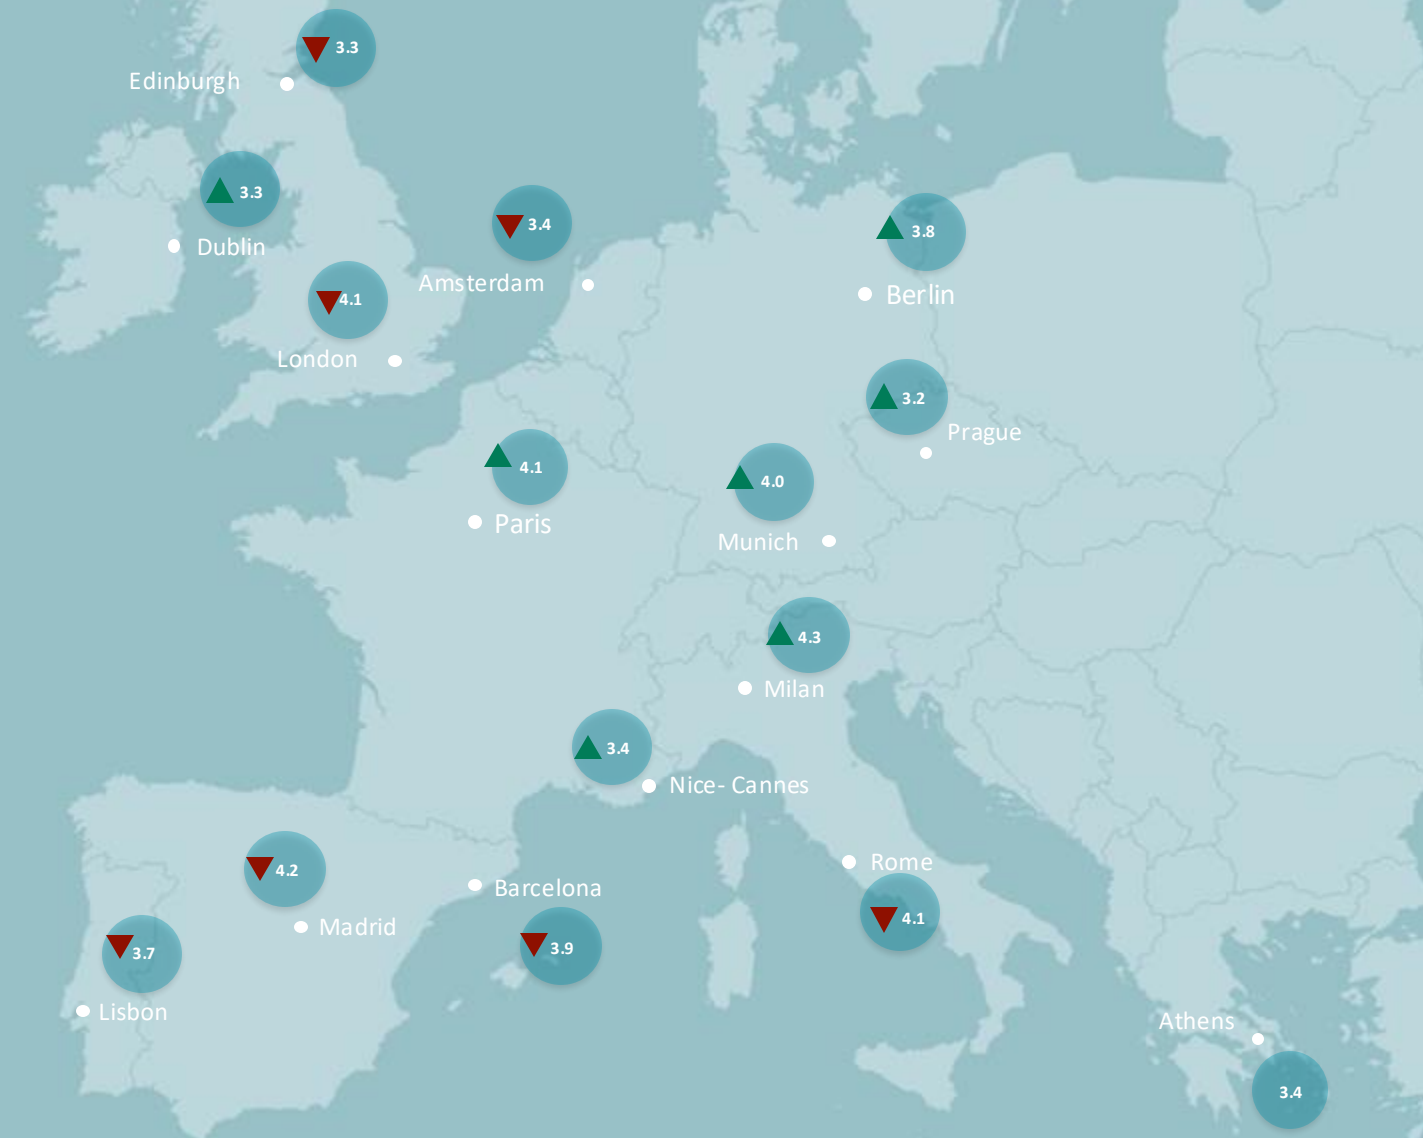 3.3
Edinburgh
3.3
Dublin
3.4
Amsterdam
3.8
Berlin
4.1
London
3.2
Prague
4.1
Paris
4.0
Munich
4.3
Milan
3.4
Nice- Cannes
4.2
Madrid
Barcelona
3.9
Rome
4.1
3.7
Lisbon
Athens
3.4